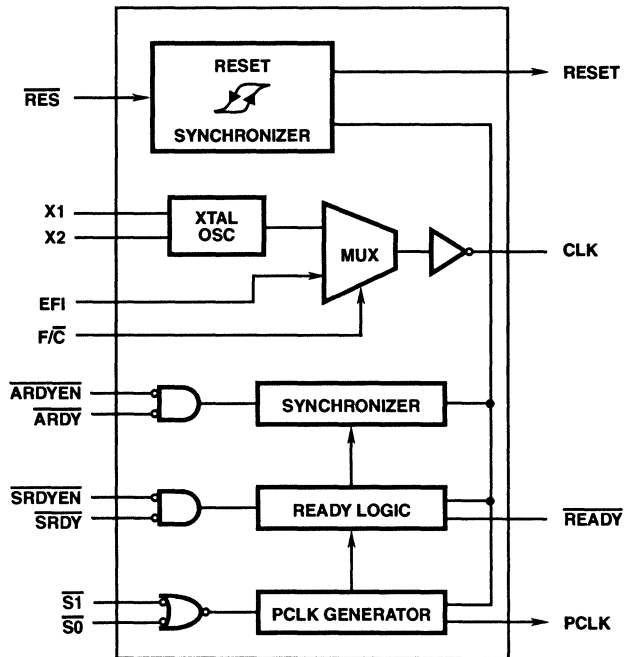 RES
RESET
SYNCHRONIZER
RESET
X1
X2
XTAL
OSC
MUX
CLK
EFI
F/C
ARDYEN
ARDY
SYNCHRONIZER
SRDYEN
SRDY
READY LOGIC
READY
S1
S0
PCLK GENERATOR
PCLK